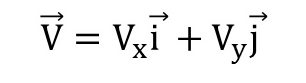 V⃗ = Vₓi⃗ + Vᵧj⃗